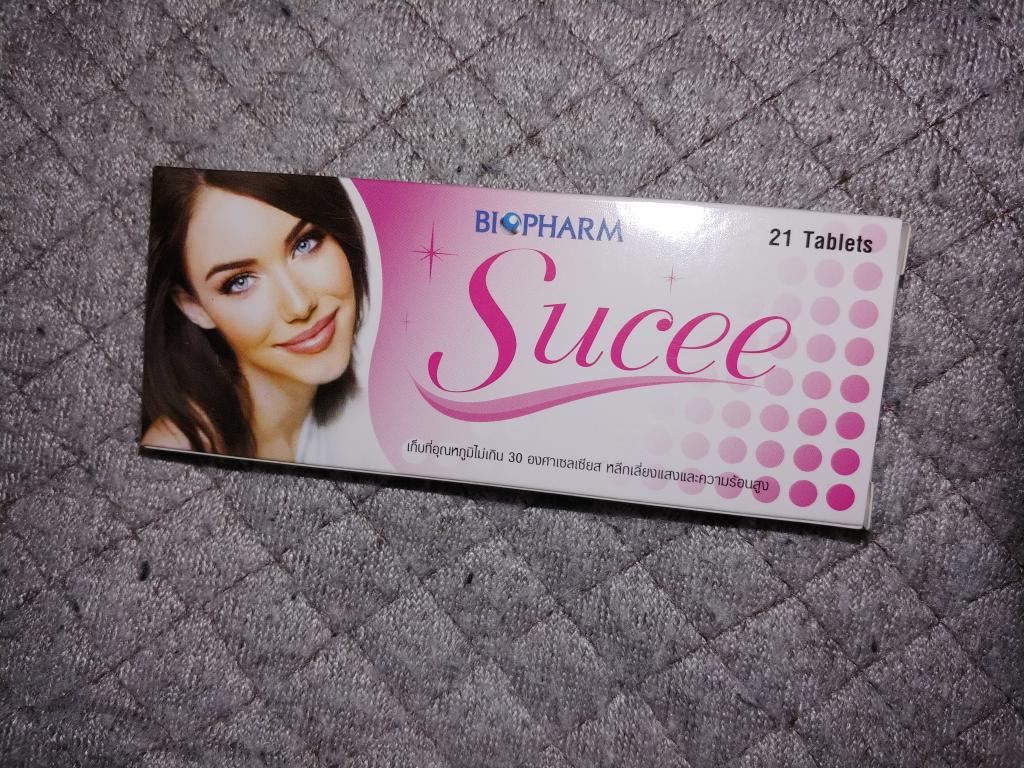 BIOPHARM
21 Tablets
Sucee
เก็บที่อุณหภูมิไม่เกิน 30 องศาเซลเซียส หลีกเลี่ยงแสงและความร้อนสูง